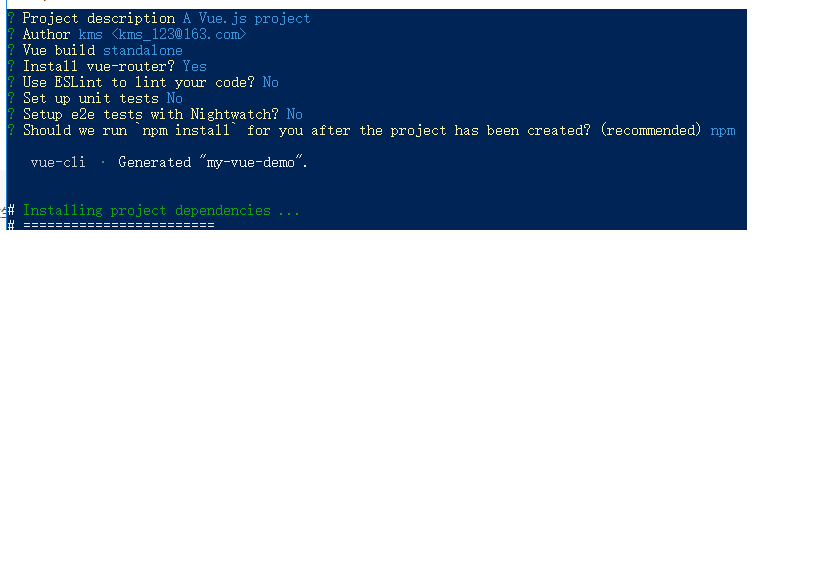 ? Project description A Vue.js project
? Author kms <kms_123@163.com>
? Vue build standalone
? Install vue-router? Yes
? Use ESLint to lint your code? No
? Set up unit tests No
? Setup e2e tests with Nightwatch? No
? Should we run `npm install` for you after the project has been created? (recommended) npm
vue-cli · Generated "my-vue-demo".
# Installing project dependencies ...
# ========================